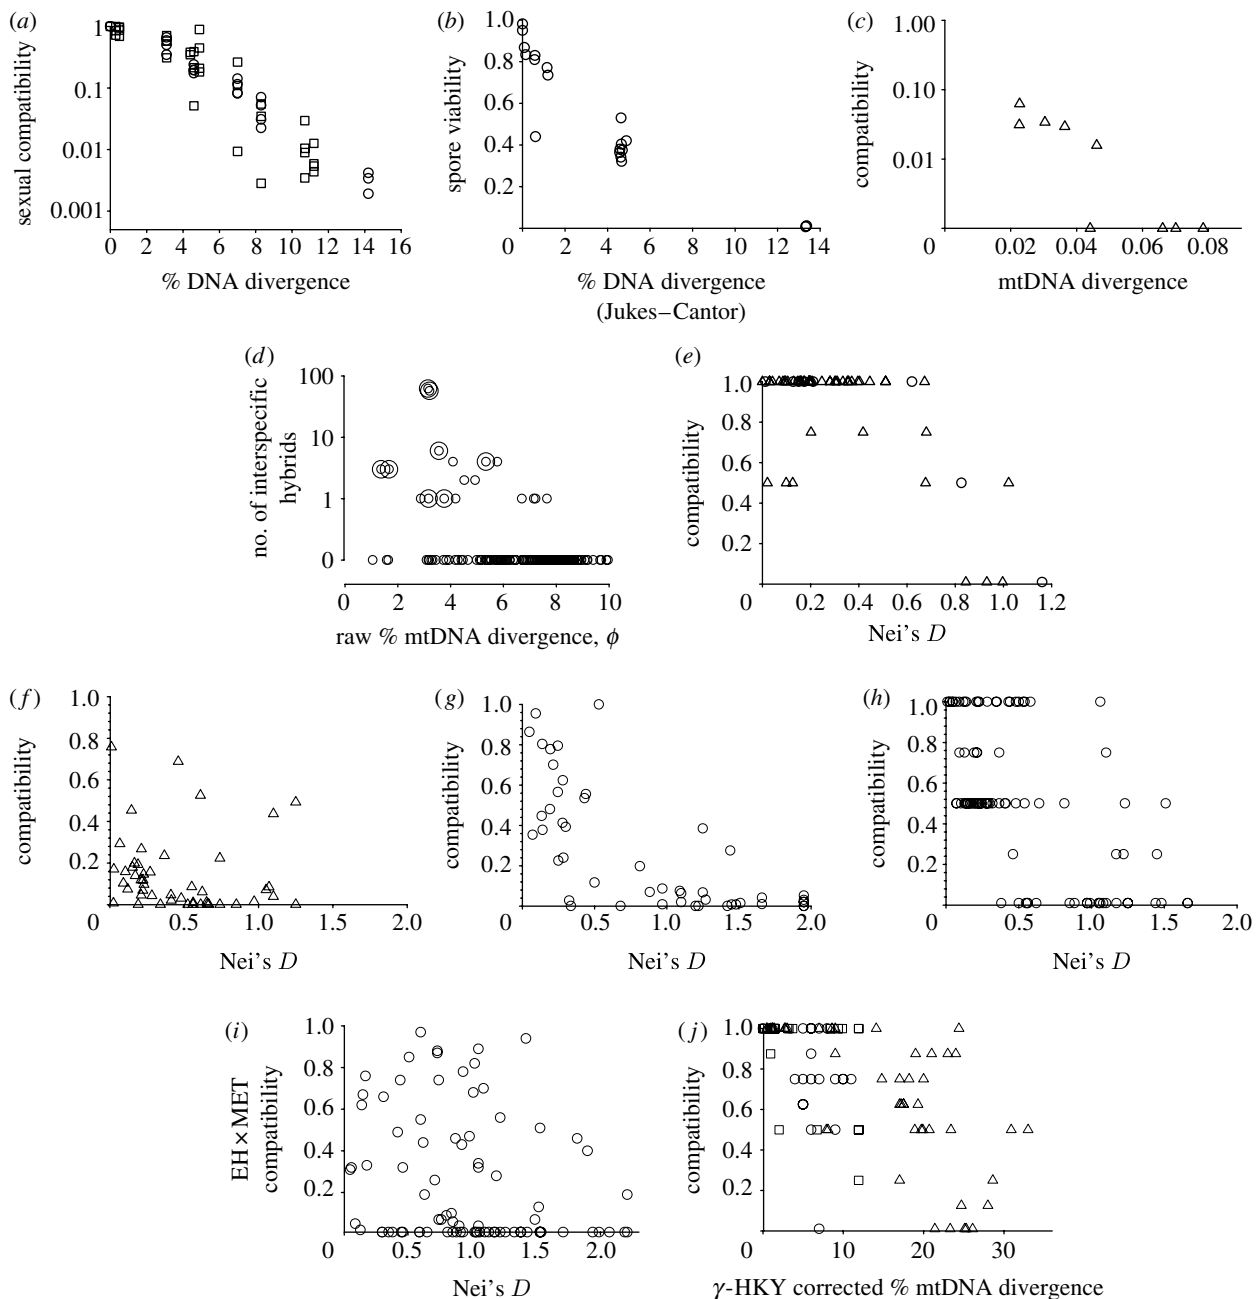 (a)
sexual compatibility
1
0.1
0.01
0.001
0 2 4 6 8 10 12 14 16
% DNA divergence
(b)
spore viability
1.0
0.8
0.6
0.4
0.2
0 2 4 6 8 10 12 14
% DNA divergence
(Jukes–Cantor)
(c)
compatibility
1.00
0.10
0.01
0 0.02 0.04 0.06 0.08
mtDNA divergence
(d)
no. of interspecific
hybrids
100
10
1
0
0 2 4 6 8 10
raw % mtDNA divergence, ϕ
(e)
compatibility
1.0
0.8
0.6
0.4
0.2
0 0.2 0.4 0.6 0.8 1.0 1.2
Nei's D
(f)
compatibility
1.0
0.8
0.6
0.4
0.2
0 0.5 1.0 1.5 2.0
Nei's D
(g)
compatibility
1.0
0.8
0.6
0.4
0.2
0 0.5 1.0 1.5 2.0
Nei's D
(h)
compatibility
1.0
0.8
0.6
0.4
0.2
0 0.5 1.0 1.5 2.0
Nei's D
(i)
EH×MET
compatibility
1.0
0.8
0.6
0.4
0.2
0 0.5 1.0 1.5 2.0
Nei's D
(j)
compatibility
1.0
0.8
0.6
0.4
0.2
0 10 20 30
γ-HKY corrected % mtDNA divergence